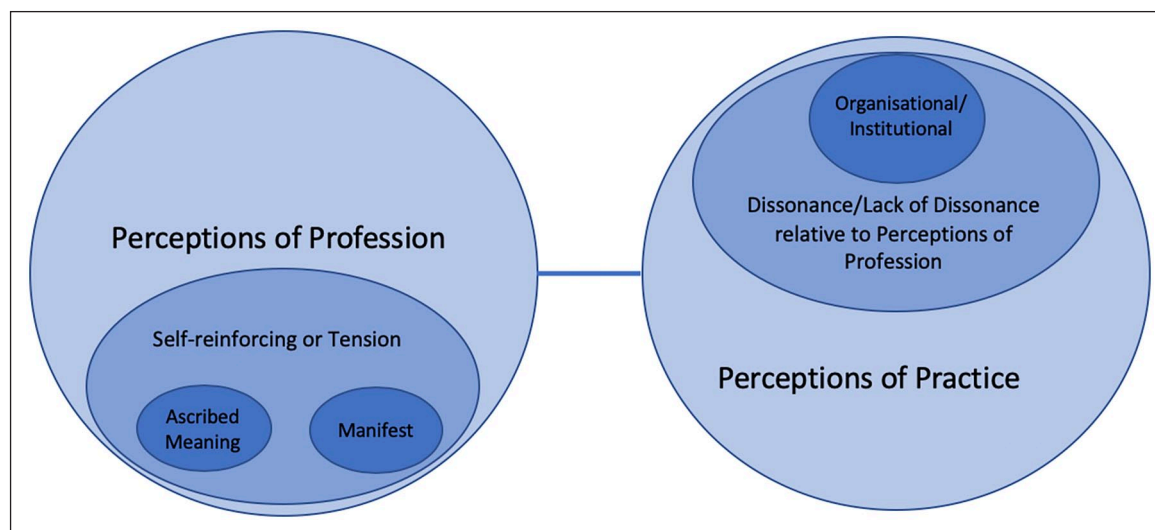 Perceptions of Profession
Self-reinforcing or Tension
Ascribed
Meaning
Manifest
Organisational/
Institutional
Dissonance/Lack of Dissonance
relative to Perceptions of
Profession
Perceptions of Practice